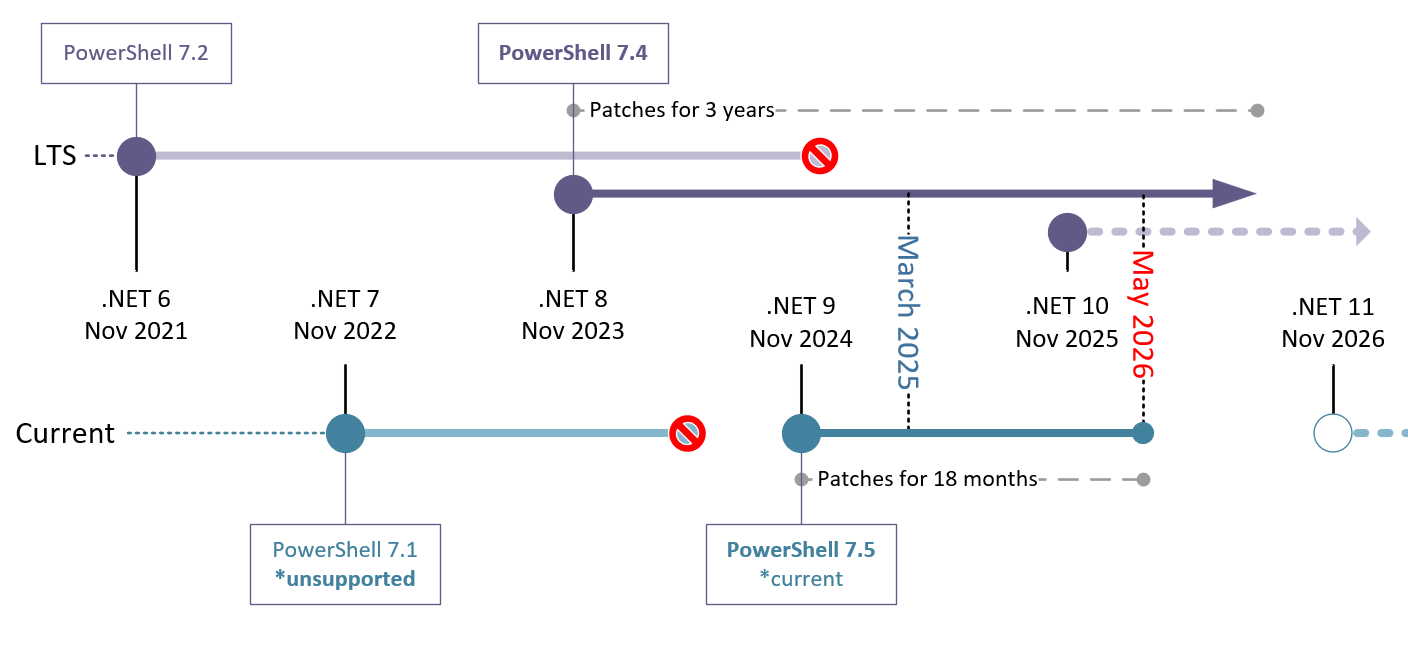 PowerShell 7.2
PowerShell 7.4
Patches for 3 years
LTS
March 2025
May 2026
.NET 6
Nov 2021
.NET 7
Nov 2022
.NET 8
Nov 2023
.NET 9
Nov 2024
.NET 10
Nov 2025
.NET 11
Nov 2026
Current
Patches for 18 months
PowerShell 7.1
*unsupported
PowerShell 7.5
*current